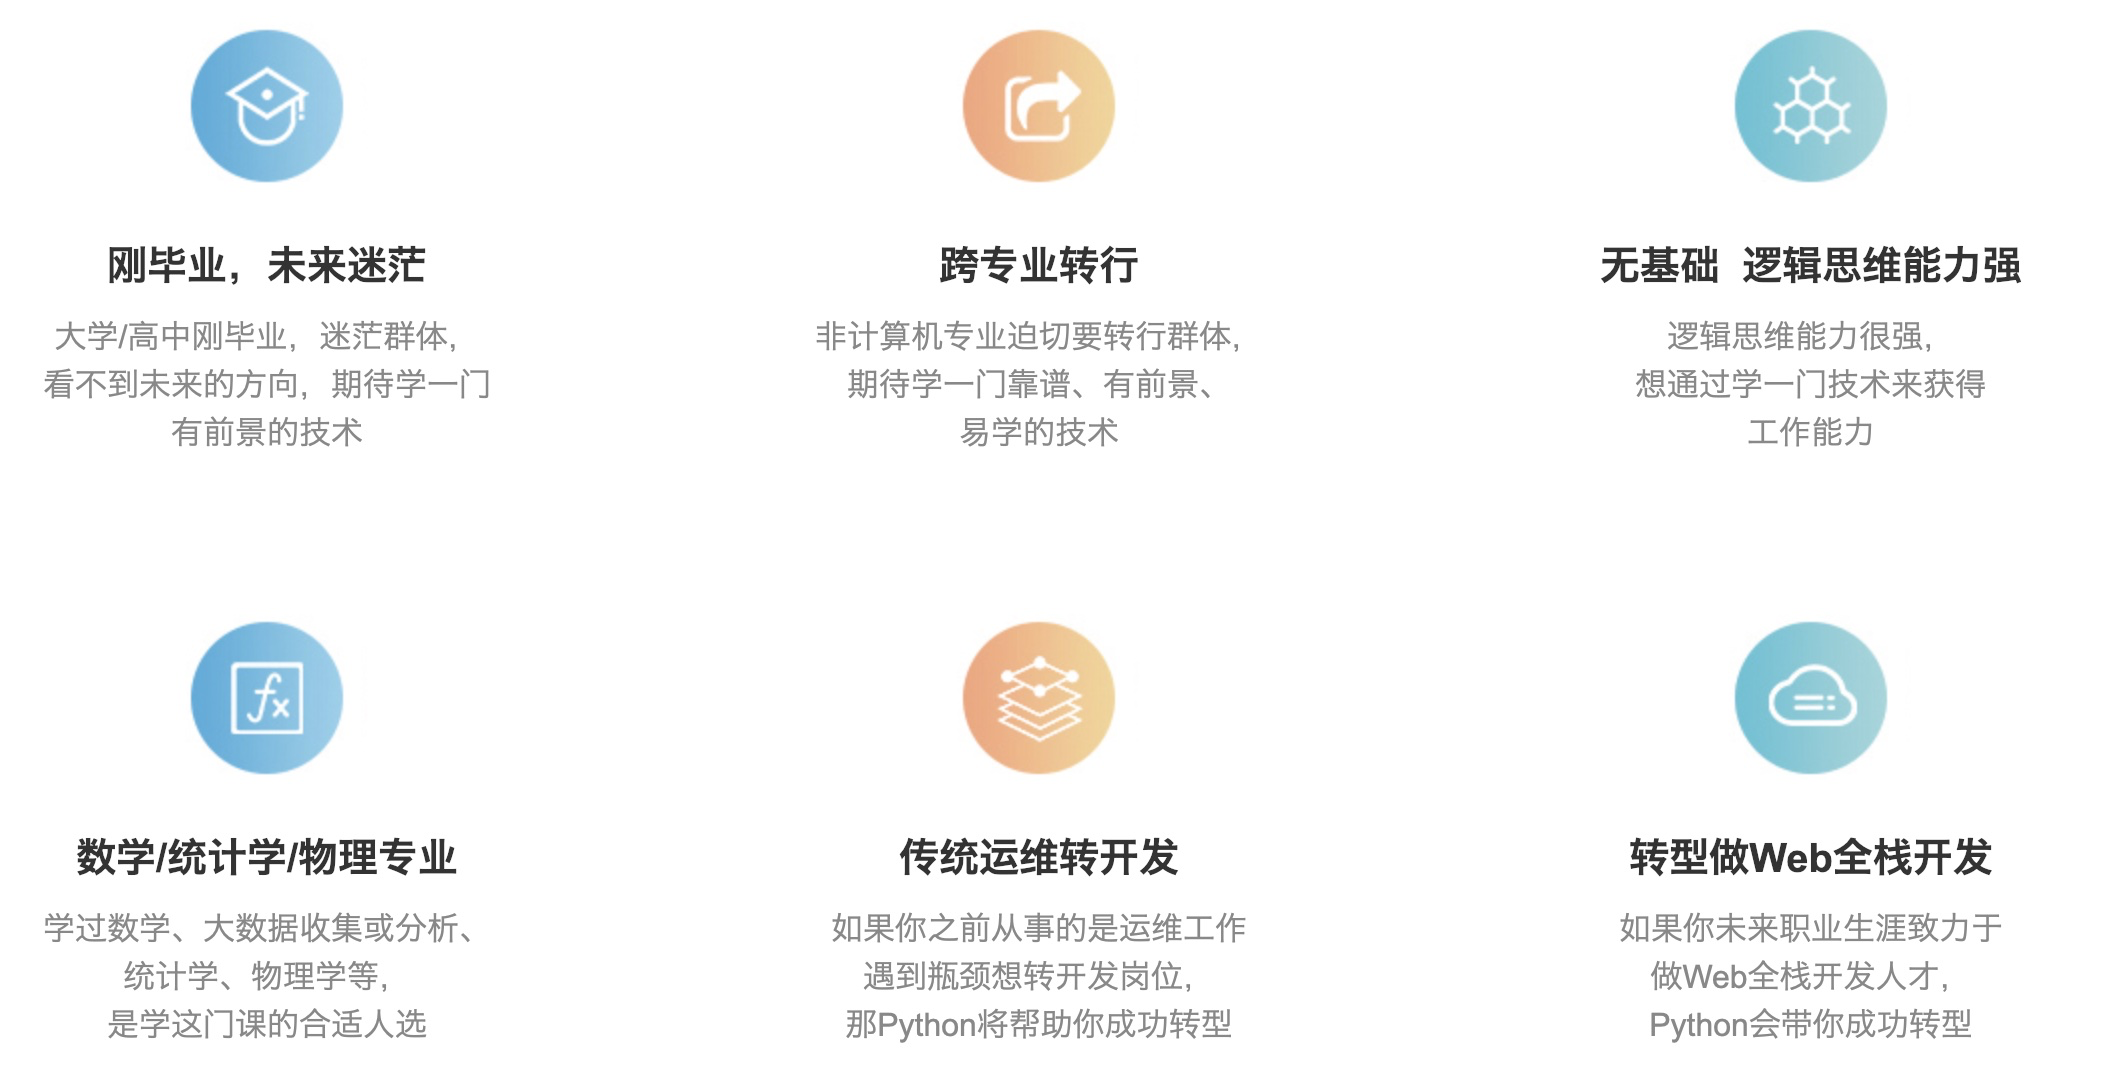 刚毕业，未来迷茫
大学/高中刚毕业，迷茫群体，
看不到未来的方向，期待学一门
有前景的技术
跨专业转行
非计算机专业迫切要转行群体，
期待学一门靠谱、有前景、
易学的技术
无基础 逻辑思维能力强
逻辑思维能力很强，
想通过学一门技术来获得
工作能力
fx
数学/统计学/物理专业
学过数学、大数据收集或分析、
统计学、物理学等，
是学这门课的合适人选
传统运维转开发
如果你之前从事的是运维工作
遇到瓶颈想转开发岗位，
那Python将帮助你成功转型
转型做Web全栈开发
如果你未来职业生涯致力于
做Web全栈开发人才，
Python会带你成功转型